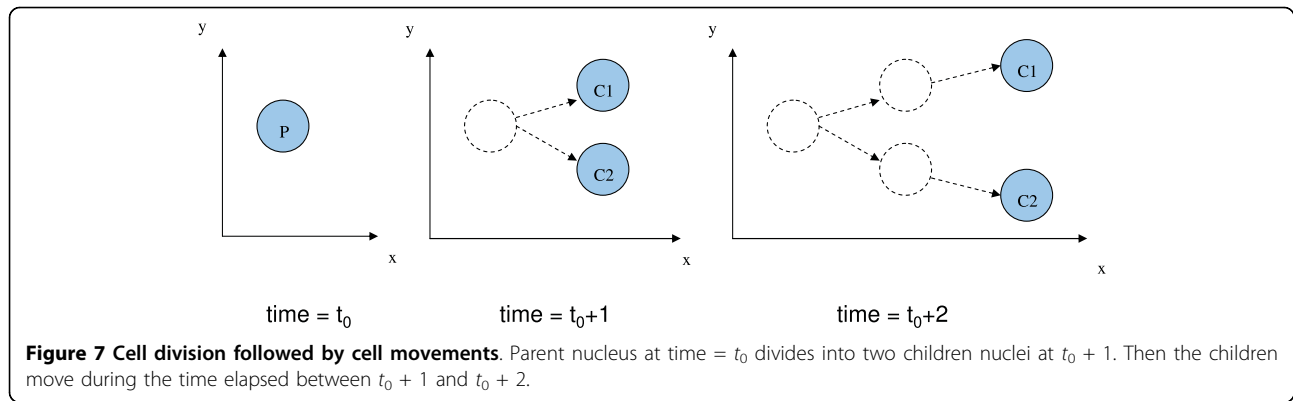 y
P
x
time = t₀
y
C1
C2
x
time = t₀+1
y
C1
C2
x
time = t₀+2
Figure 7 Cell division followed by cell movements. Parent nucleus at time = t₀ divides into two children nuclei at t₀ + 1. Then the children
move during the time elapsed between t₀ + 1 and t₀ + 2.